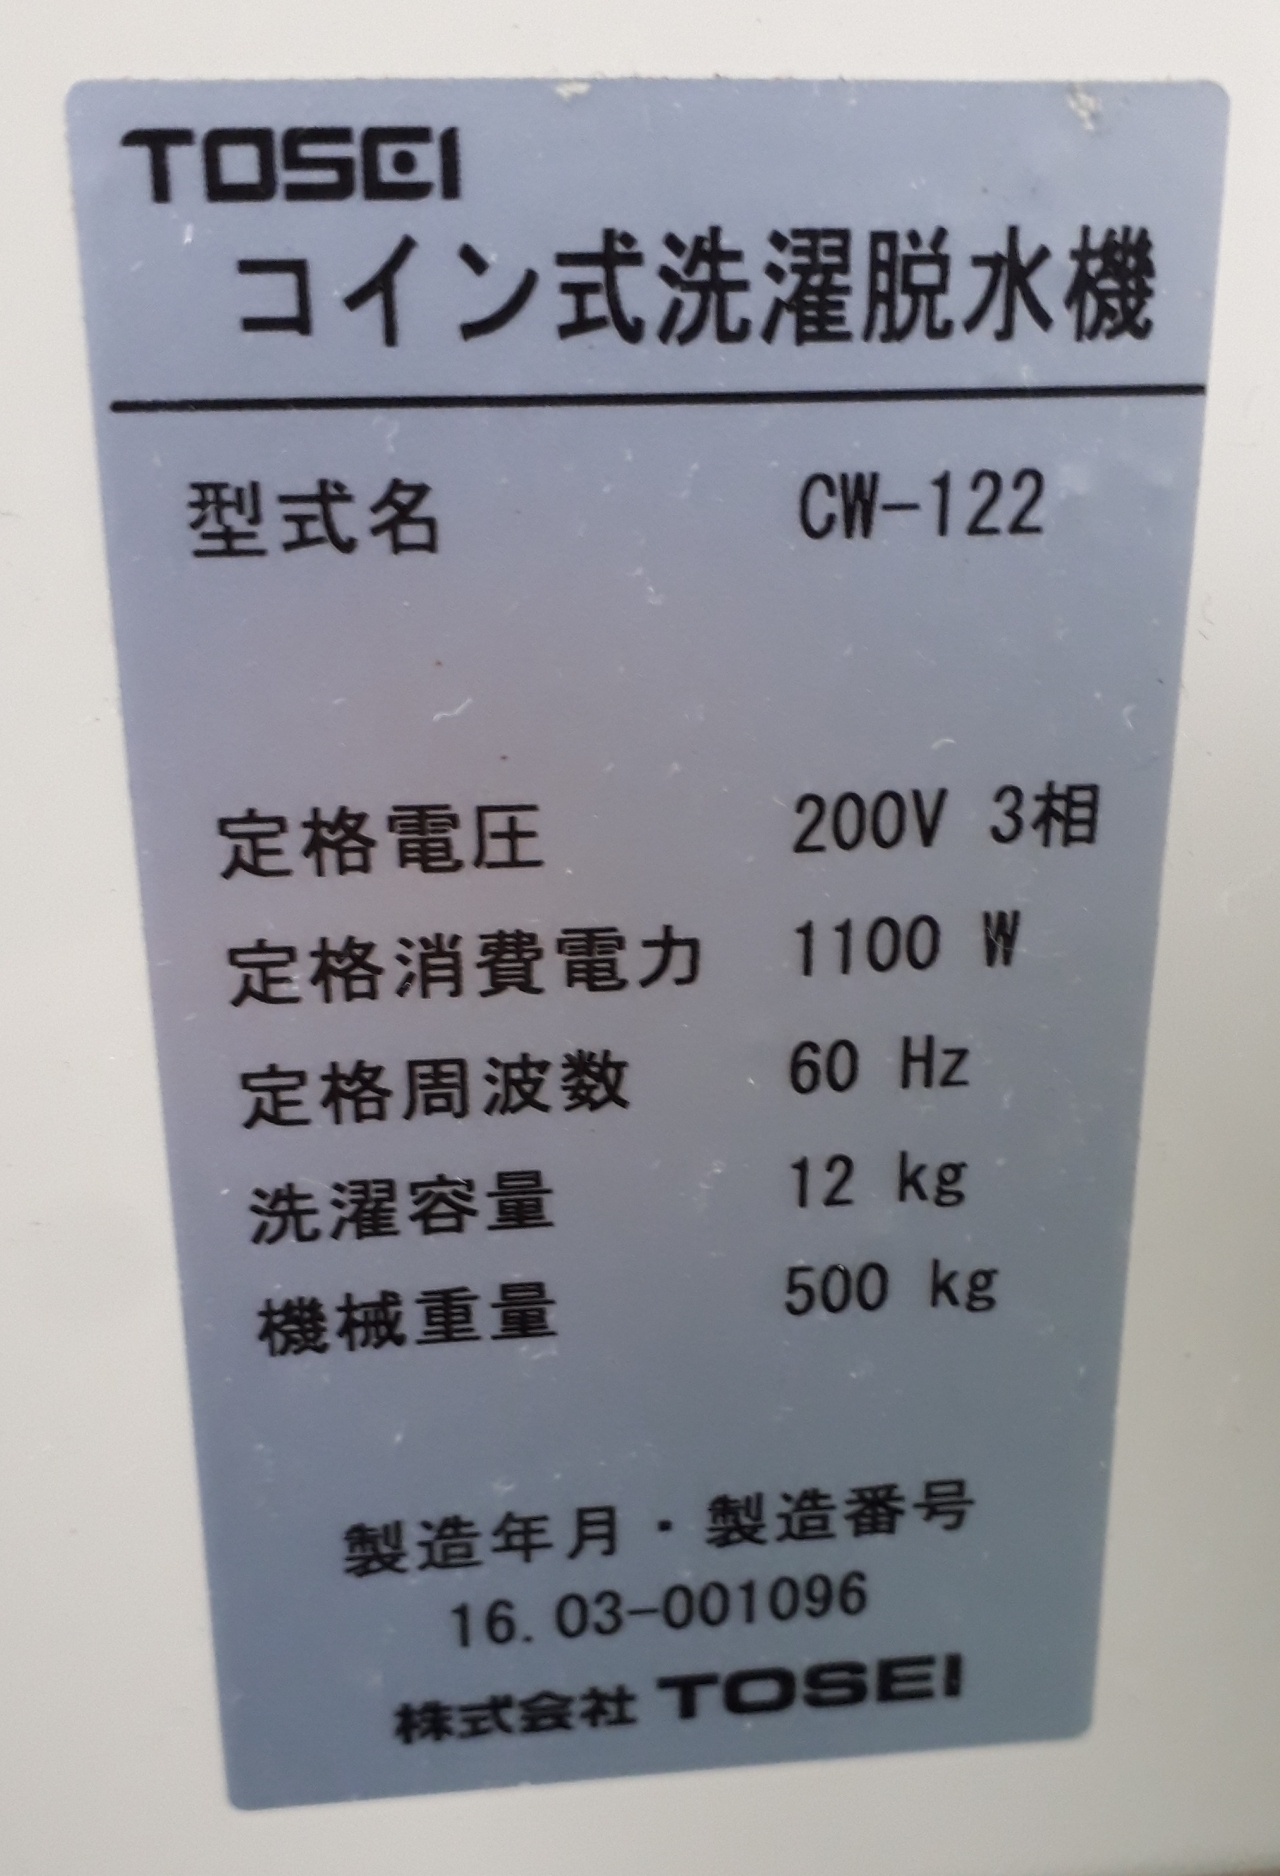 TOSEI
コイン式洗濯脱水機
型式名 CW-122
定格電圧 200V 3相
定格消費電力 1100 W
定格周波数 60 Hz
洗濯容量 12 kg
機械重量 500 kg
製造年月・製造番号
16. 03-001096
株式会社 TOSEI